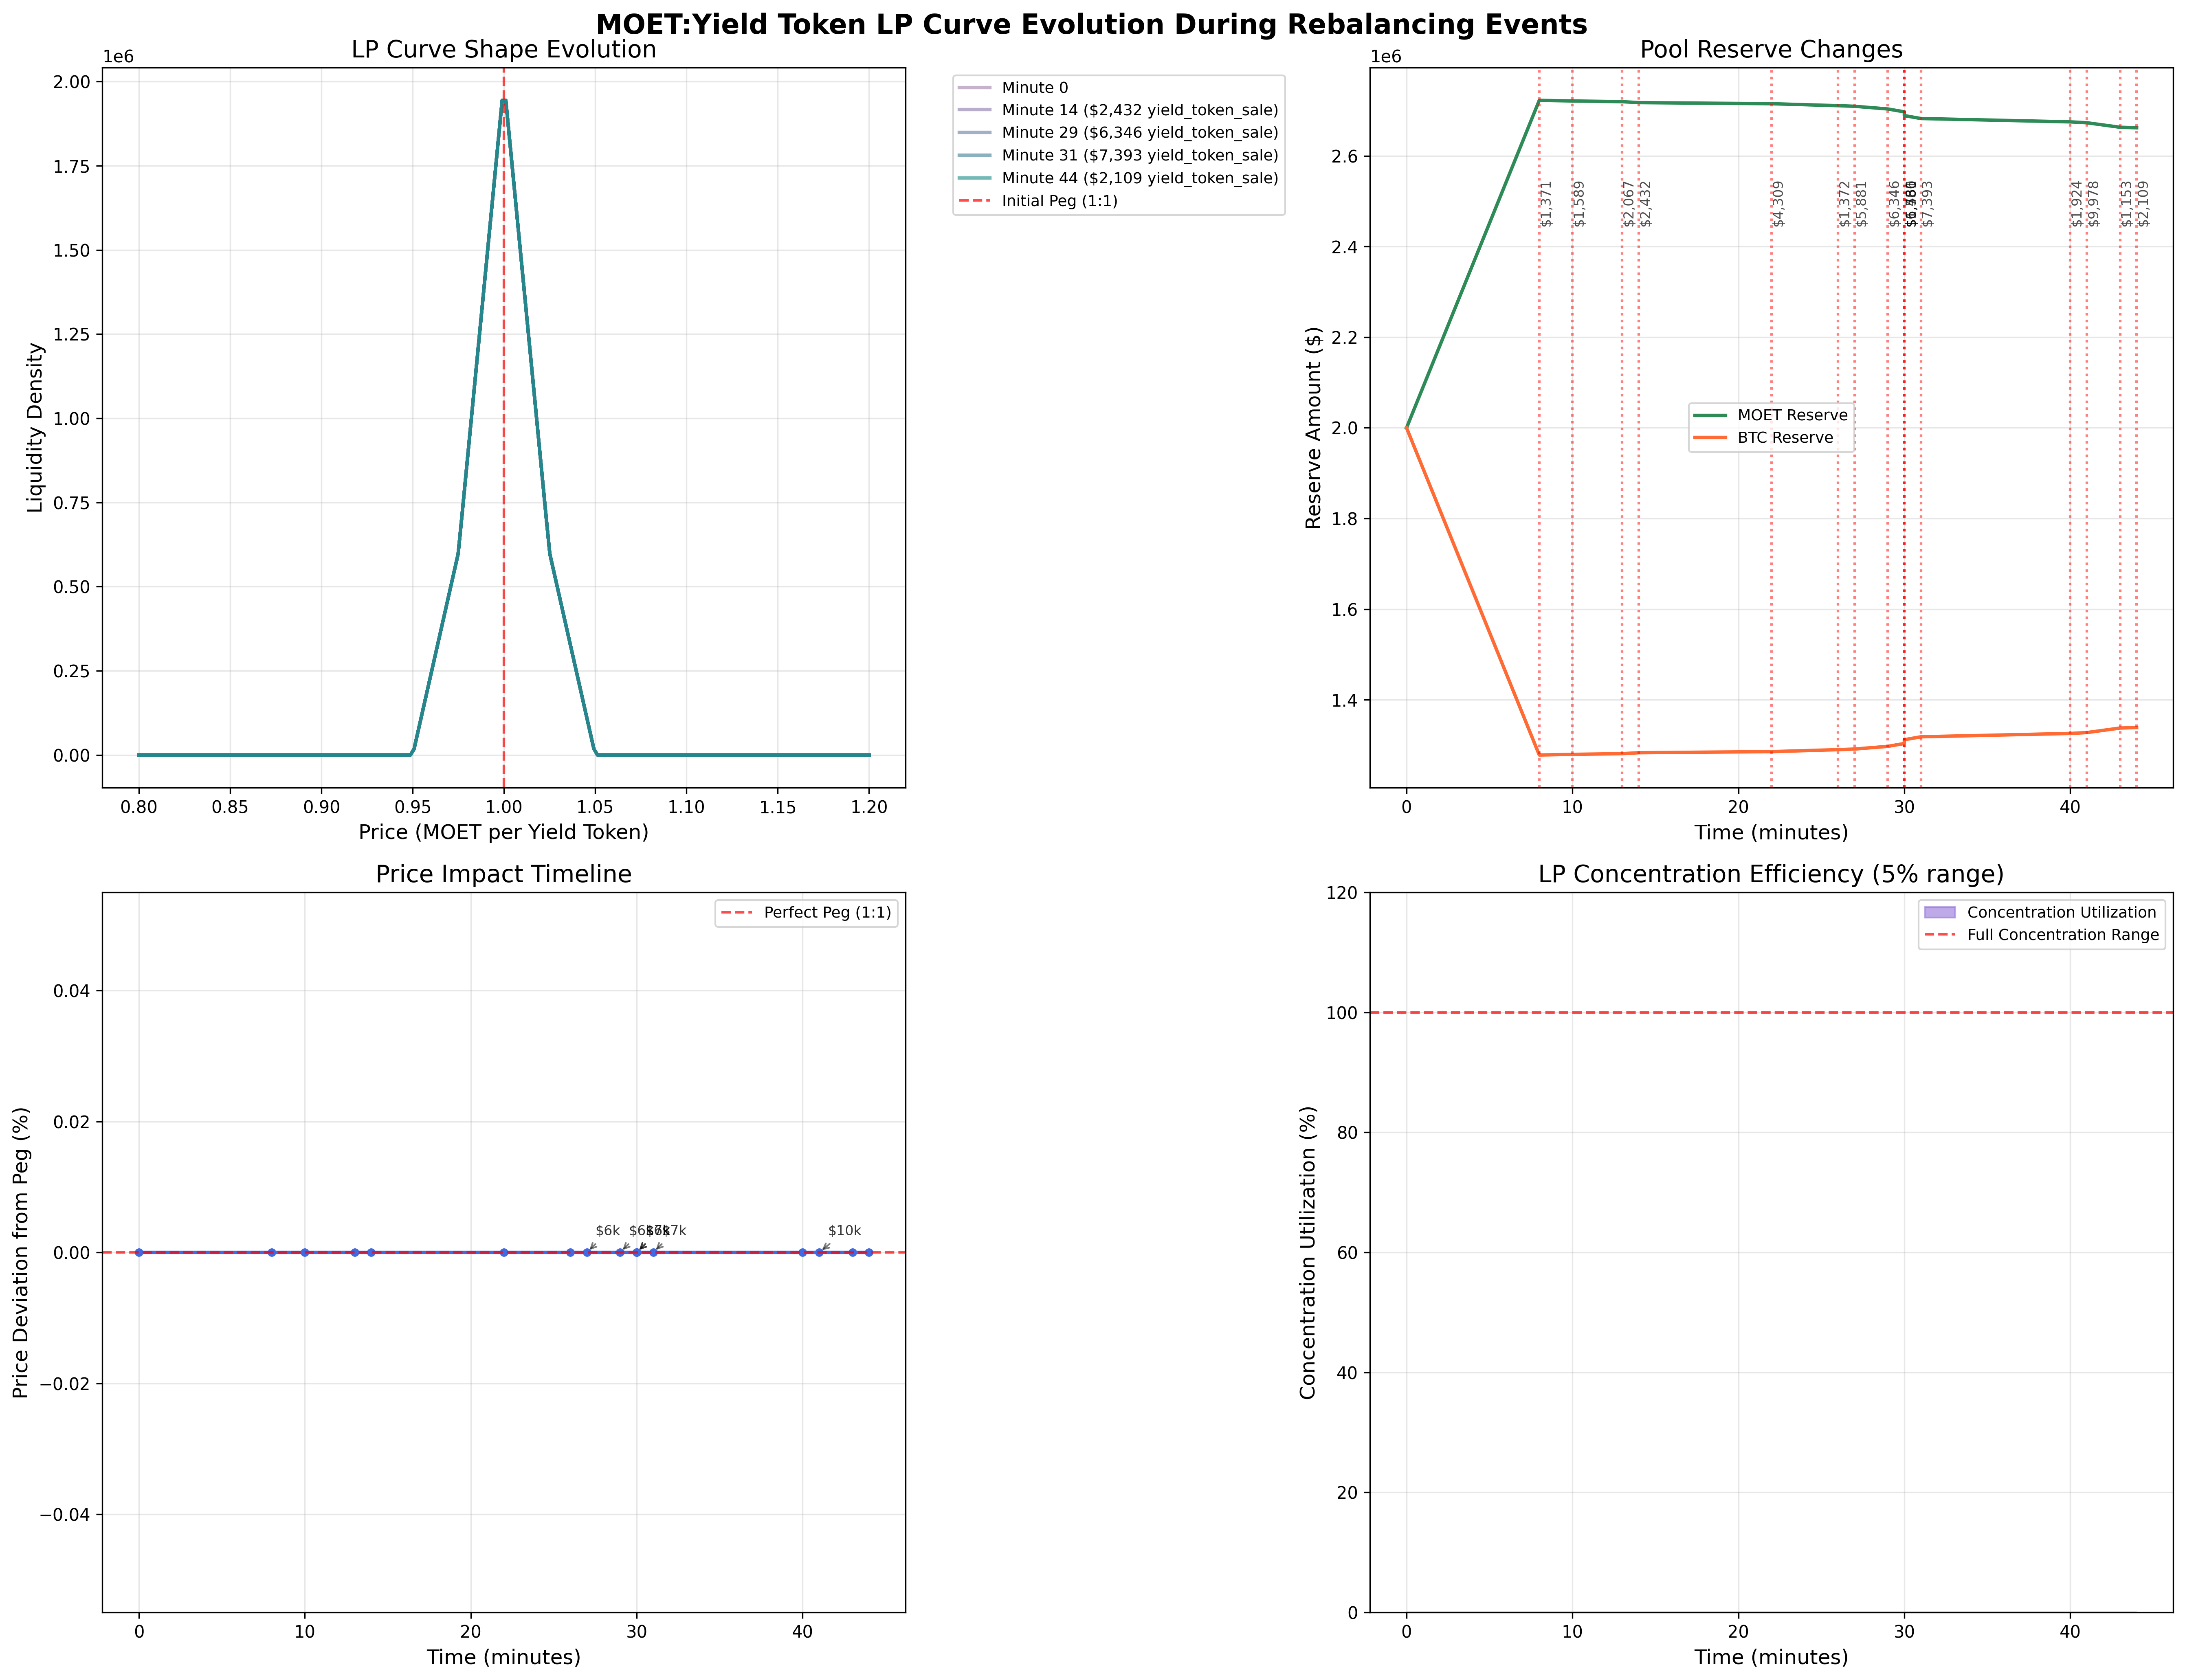 MOET:Yield Token LP Curve Evolution During Rebalancing Events
LP Curve Shape Evolution
1e6
2.00
1.75
1.50
1.25
1.00
0.75
0.50
0.25
0.00
Liquidity Density
0.80 0.85 0.90 0.95 1.00 1.05 1.10 1.15 1.20
Price (MOET per Yield Token)
Minute 0
Minute 14 ($2,432 yield_token_sale)
Minute 29 ($6,346 yield_token_sale)
Minute 31 ($7,393 yield_token_sale)
Minute 44 ($2,109 yield_token_sale)
Initial Peg (1:1)
Pool Reserve Changes
1e6
2.6
2.4
2.2
2.0
1.8
1.6
1.4
Reserve Amount ($)
$1,371
$1,589
$2,067
$2,432
$4,309
$1,372
$5,881
$6,346
$7,393
$1,924
$9,978
$1,153
$2,109
MOET Reserve
BTC Reserve
0 10 20 30 40
Time (minutes)
Price Impact Timeline
Perfect Peg (1:1)
0.04
0.02
0.00
−0.02
−0.04
Price Deviation from Peg (%)
$6k
$10k
0 10 20 30 40
Time (minutes)
LP Concentration Efficiency (5% range)
Concentration Utilization
Full Concentration Range
120
100
80
60
40
20
0
Concentration Utilization (%)
0 10 20 30 40
Time (minutes)